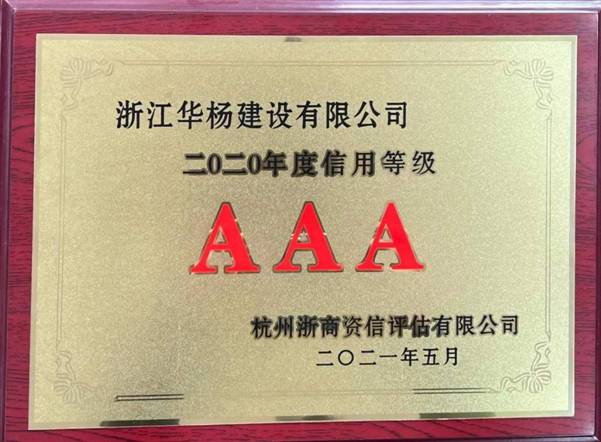 浙江华杨建设有限公司
二0二0年度信用等级
AAA
杭州浙商资信评估有限公司
二〇二一年五月